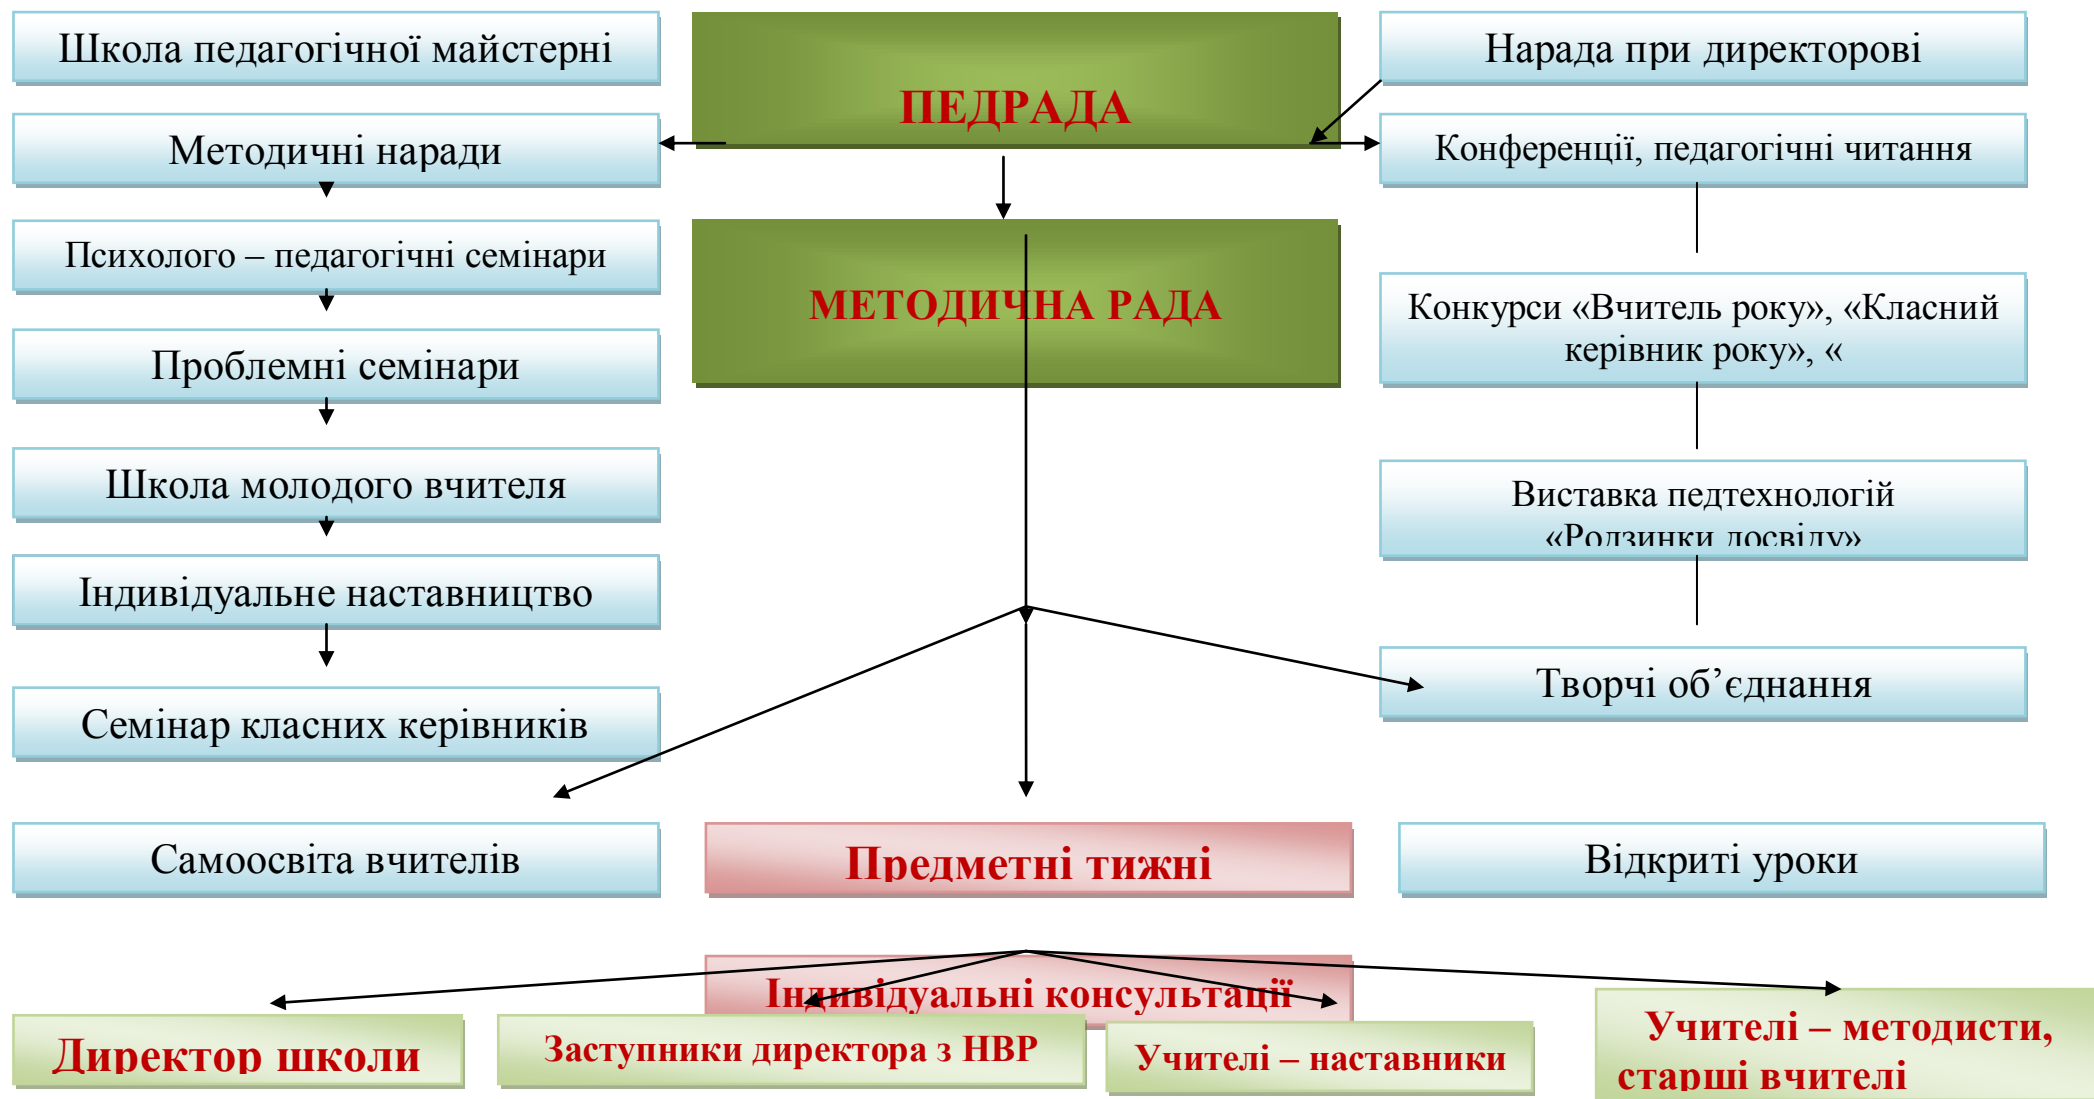 Школа педагогічної майстерні
ПЕДРАДА
Нарада при директорові
Методичні наради
Конференції, педагогічні читання
Психолого – педагогічні семінари
МЕТОДИЧНА РАДА
Конкурси «Вчитель року», «Класний
керівник року», «
Проблемні семінари
Школа молодого вчителя
Виставка педтехнологій
«Родзинки досвіду»
Індивідуальне наставництво
Творчі об’єднання
Семінар класних керівників
Самоосвіта вчителів
Предметні тижні
Відкриті уроки
Індивідуальні консультації
Директор школи
Заступники директора з НВР
Учителі – наставники
Учителі – методисти,
старші вчителі